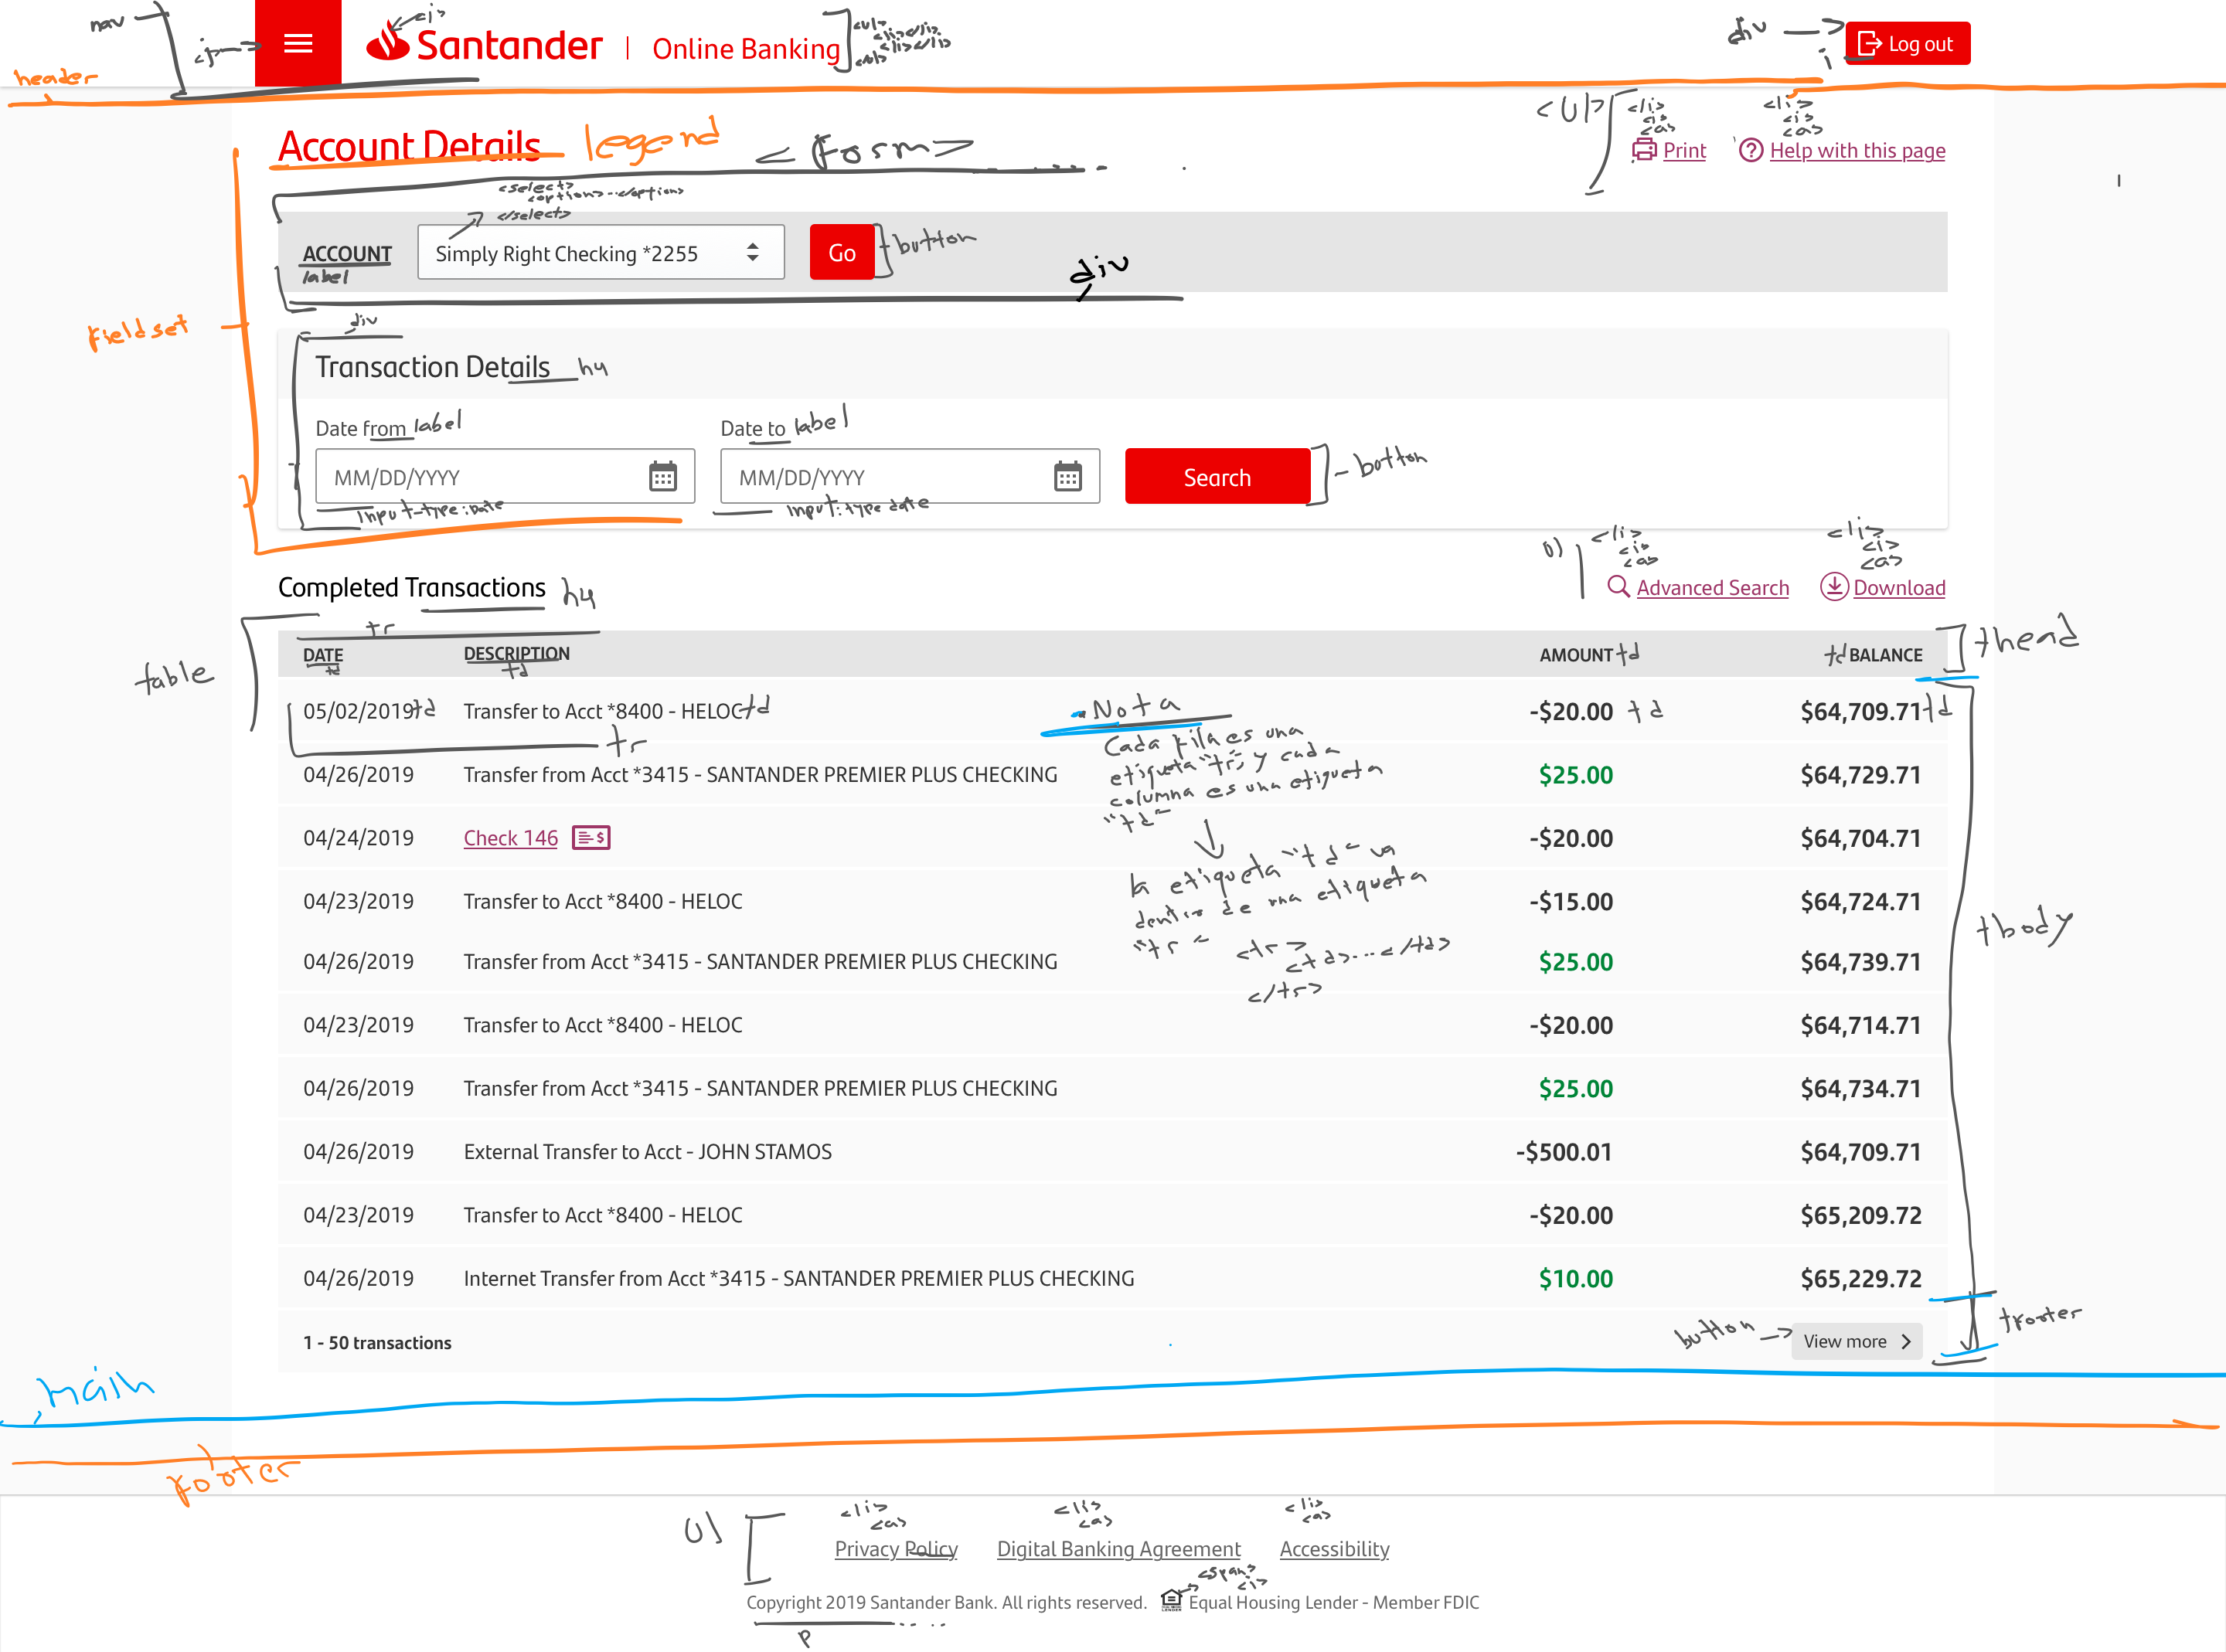 nav
<i>
<i>
header
Santander | Online Banking
<ul>
<li></li>
<li></li>
<ul>
div
i
Log out
Account Details
legend
<form>
<ul>
<li>
<i>
<a>
Print
<li>
<i>
<a>
Help with this page
<select>
<option>...</option>
</select>
ACCOUNT
label
Simply Right Checking *2255
Go
button
div
fieldset
div
Transaction Details
h4
Date from
label
Date to
label
MM/DD/YYYY
MM/DD/YYYY
Search
button
input-type:Date
input:type date
Completed Transactions
h4
ul
<li>
<i>
<a>
Advanced Search
<li>
<i>
<a>
Download
table
tr
DATE
td
DESCRIPTION
td
AMOUNT
td
td
BALANCE
thead
05/02/2019 td Transfer to Acct *8400 - HELOC td -$20.00 td $64,709.71 td
tr
04/26/2019 Transfer from Acct *3415 - SANTANDER PREMIER PLUS CHECKING $25.00 $64,729.71
04/24/2019 Check 146 -$20.00 $64,704.71
04/23/2019 Transfer to Acct *8400 - HELOC -$15.00 $64,724.71
04/26/2019 Transfer from Acct *3415 - SANTANDER PREMIER PLUS CHECKING $25.00 $64,739.71
04/23/2019 Transfer to Acct *8400 - HELOC -$20.00 $64,714.71
04/26/2019 Transfer from Acct *3415 - SANTANDER PREMIER PLUS CHECKING $25.00 $64,734.71
04/26/2019 External Transfer to Acct - JOHN STAMOS -$500.01 $64,709.71
04/23/2019 Transfer to Acct *8400 - HELOC -$20.00 $65,209.72
04/26/2019 Internet Transfer from Acct *3415 - SANTANDER PREMIER PLUS CHECKING $10.00 $65,229.72
Nota
Cada fila es una
etiqueta "tr", y cada
columna es una etiqueta
"td"
la etiqueta "td" va
dentro de una etiqueta
"tr"
<tr>
<td>...</td>
</tr>
tbody
1 - 50 transactions
button
View more
tfooter
main
footer
ul
<li>
<a>
<li>
<a>
<li>
<a>
Privacy Policy Digital Banking Agreement Accessibility
<span>
<i>
Copyright 2019 Santander Bank. All rights reserved. Equal Housing Lender - Member FDIC
p